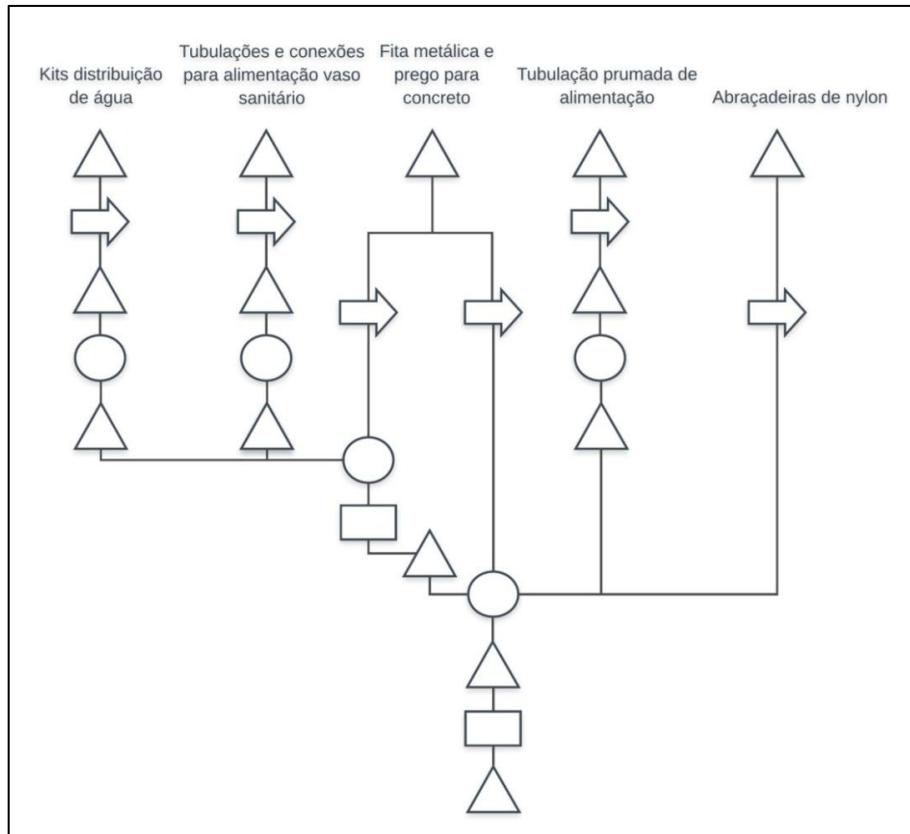 Kits distribuição
de água
Tubulações e conexões
para alimentação vaso
sanitário
Fita metálica e
prego para
concreto
Tubulação prumada de
alimentação
Abraçadeiras de nylon